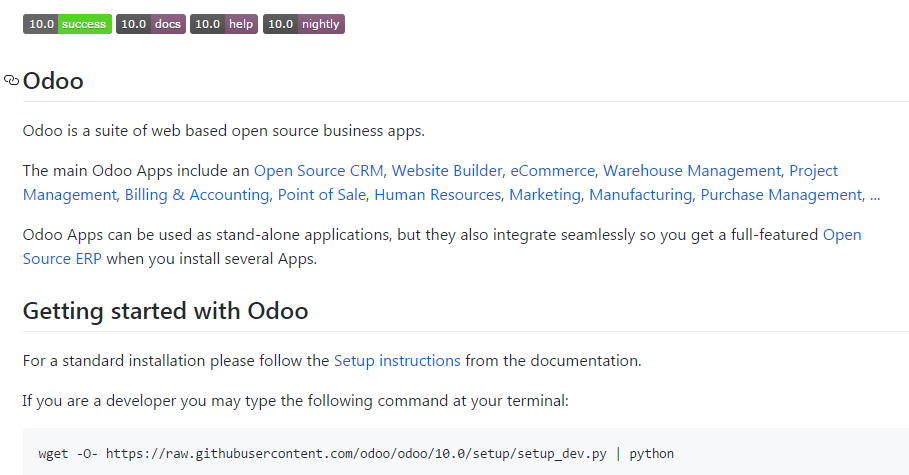 10.0 success 10.0 docs 10.0 help 10.0 nightly
Odoo
Odoo is a suite of web based open source business apps.
The main Odoo Apps include an Open Source CRM, Website Builder, eCommerce, Warehouse Management, Project
Management, Billing & Accounting, Point of Sale, Human Resources, Marketing, Manufacturing, Purchase Management, ...
Odoo Apps can be used as stand-alone applications, but they also integrate seamlessly so you get a full-featured Open
Source ERP when you install several Apps.
Getting started with Odoo
For a standard installation please follow the Setup instructions from the documentation.
If you are a developer you may type the following command at your terminal:
wget -O- https://raw.githubusercontent.com/odoo/odoo/10.0/setup/setup_dev.py | python